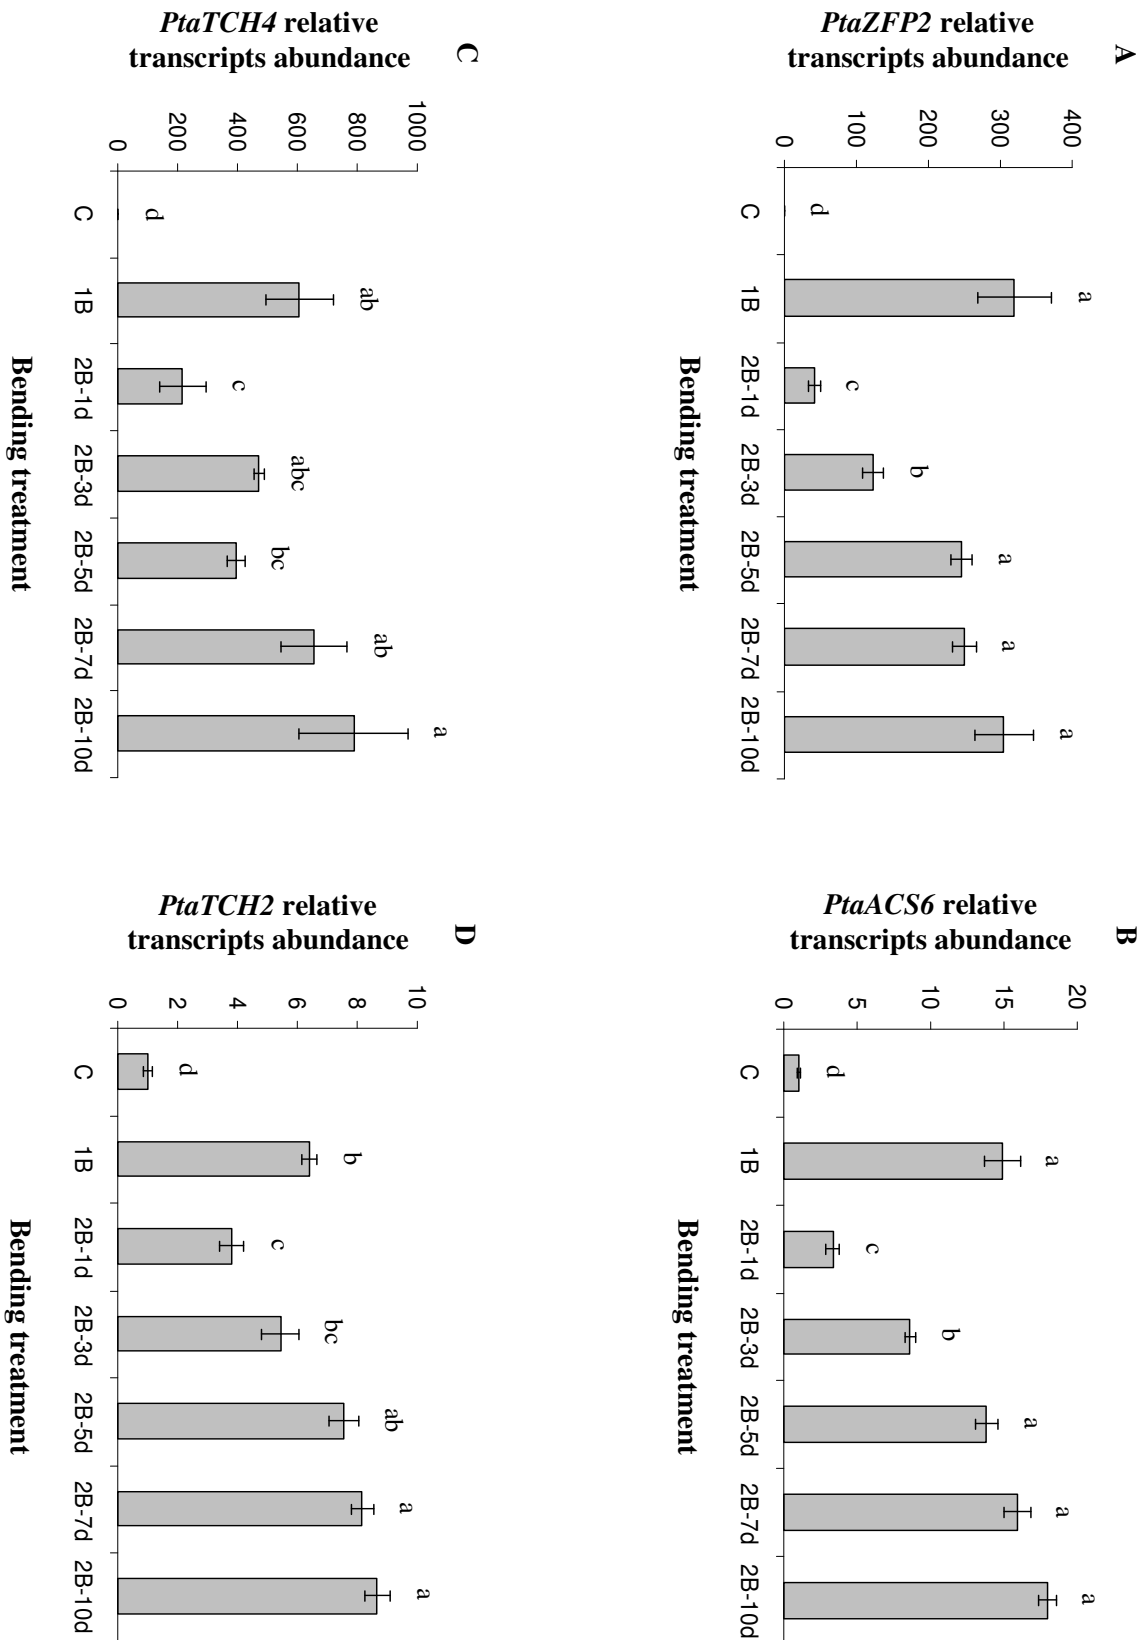 A
PtaZFP2 relative
transcripts abundance
400
300
200
100
0
d
a
c
b
a
a
a
C
1B
2B-1d
2B-3d
2B-5d
2B-7d
2B-10d
Bending treatment
B
PtaACS6 relative
transcripts abundance
20
15
10
5
0
d
a
c
b
a
a
a
C
1B
2B-1d
2B-3d
2B-5d
2B-7d
2B-10d
Bending treatment
C
PtaTCH4 relative
transcripts abundance
1000
800
600
400
200
0
d
ab
c
abc
bc
ab
a
C
1B
2B-1d
2B-3d
2B-5d
2B-7d
2B-10d
Bending treatment
D
PtaTCH2 relative
transcripts abundance
10
8
6
4
2
0
d
b
c
bc
ab
a
a
C
1B
2B-1d
2B-3d
2B-5d
2B-7d
2B-10d
Bending treatment